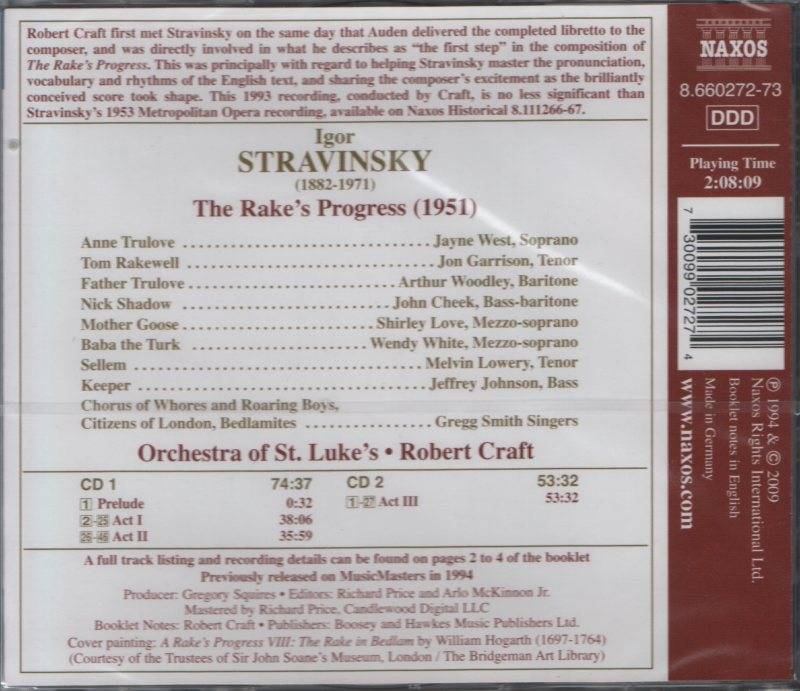 Robert Craft first met Stravinsky on the same day that Auden delivered the completed libretto to the
composer, and was directly involved in what he describes as “the first step” in the composition of
The Rake’s Progress. This was principally with regard to helping Stravinsky master the pronunciation,
vocabulary and rhythms of the English text, and sharing the composer’s excitement as the brilliantly
conceived score took shape. This 1993 recording, conducted by Craft, is no less significant than
Stravinsky’s 1953 Metropolitan Opera recording, available on Naxos Historical 8.111266-67.
Igor
STRAVINSKY
(1882-1971)
The Rake’s Progress (1951)
Anne Trulove ................................ Jayne West, Soprano
Tom Rakewell ................................ Jon Garrison, Tenor
Father Trulove ........................... Arthur Woodley, Baritone
Nick Shadow ........................... John Cheek, Bass-baritone
Mother Goose ......................... Shirley Love, Mezzo-soprano
Baba the Turk ........................ Wendy White, Mezzo-soprano
Sellem ..................................... Melvin Lowery, Tenor
Keeper ..................................... Jeffrey Johnson, Bass
Chorus of Whores and Roaring Boys,
Citizens of London, Bedlamites ................ Gregg Smith Singers
Orchestra of St. Luke’s • Robert Craft
CD 1 74:37
1 Prelude 0:32
2-25 Act I 38:06
26-46 Act II 35:59
CD 2 53:32
1-27 Act III 53:32
A full track listing and recording details can be found on pages 2 to 4 of the booklet
Previously released on MusicMasters in 1994
Producer: Gregory Squires • Editors: Richard Price and Arlo McKinnon Jr.
Mastered by Richard Price, Candlewood Digital LLC
Booklet Notes: Robert Craft • Publishers: Boosey and Hawkes Music Publishers Ltd.
Cover painting: A Rake’s Progress VIII: The Rake in Bedlam by William Hogarth (1697-1764)
(Courtesy of the Trustees of Sir John Soane’s Museum, London / The Bridgeman Art Library)
NAXOS
8.660272-73
DDD
Playing Time
2:08:09
7 30099 02727 4
℗ 1994 & © 2009
Naxos Rights International Ltd.
Booklet notes in English
Made in Germany
www.naxos.com